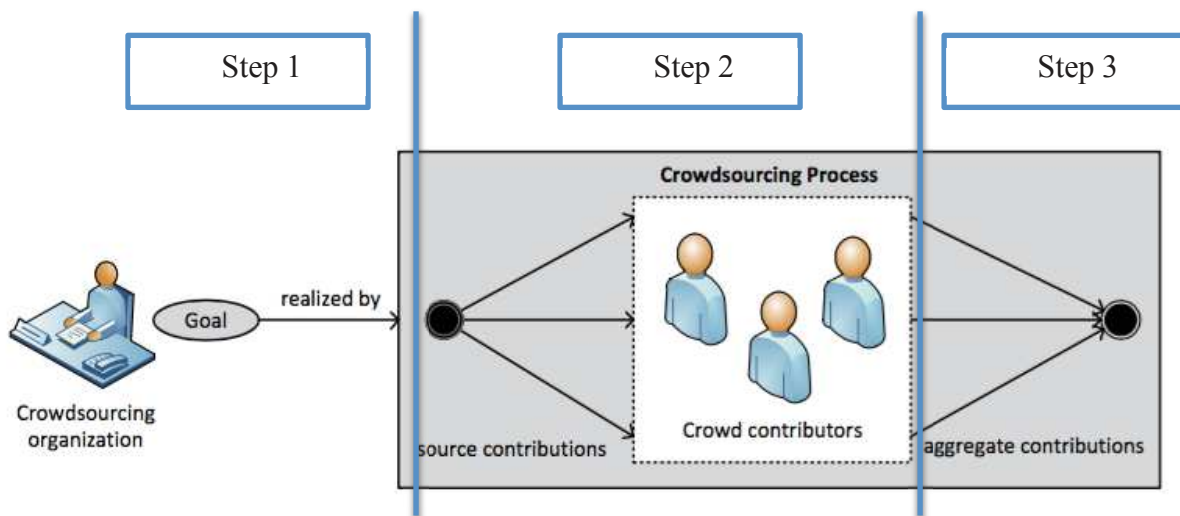 Step 1
Step 2
Step 3
Crowdsourcing Process
realized by
Goal
Crowdsourcing
organization
source contributions
Crowd contributors
aggregate contributions